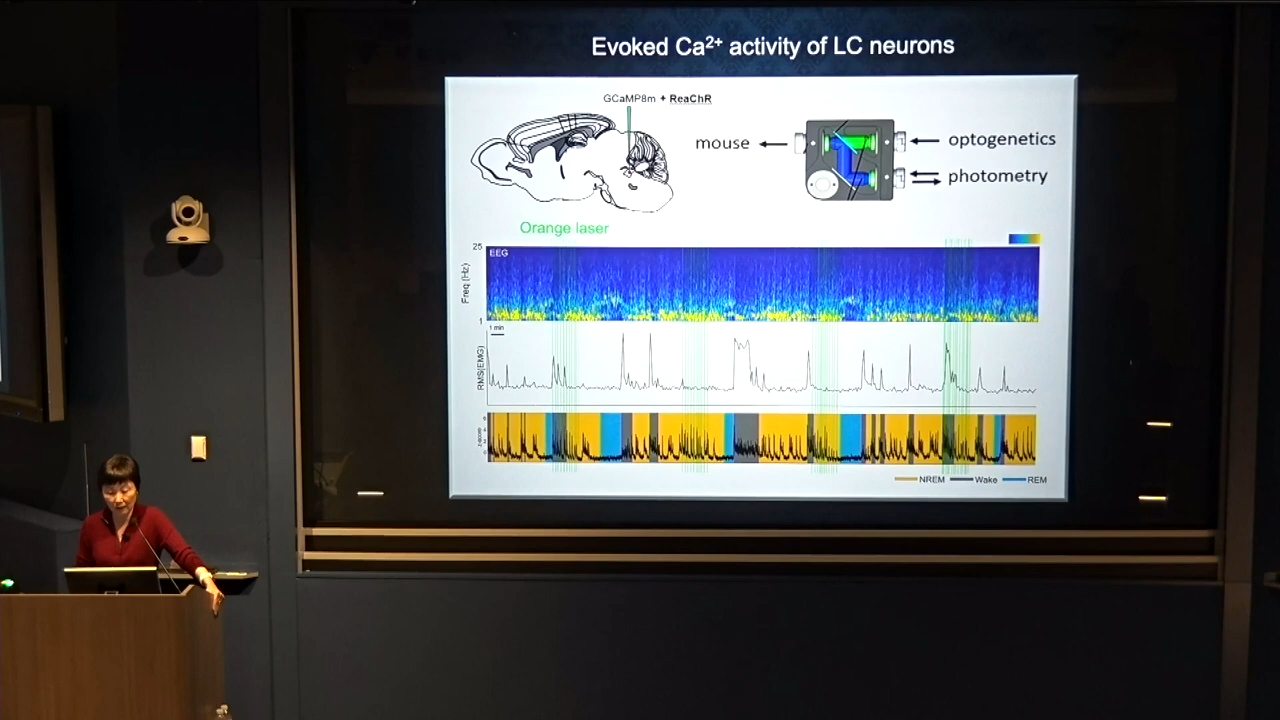 Evoked Ca²⁺ activity of LC neurons
GCaMP8m + ReaChR
mouse
optogenetics
photometry
Orange laser
25
EEG
Freq (Hz)
1
1 min
RMS(EMG)
z-score
NREM Wake REM